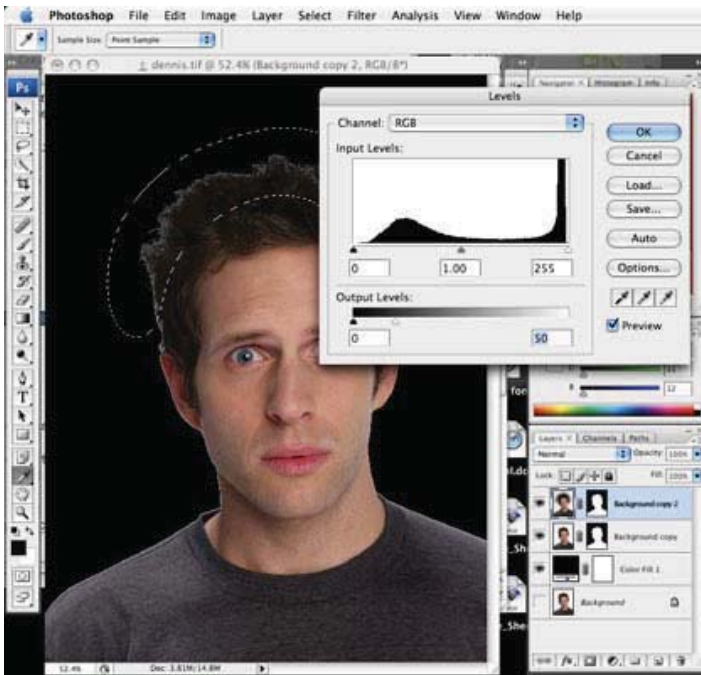 Photoshop File Edit Image Layer Select Filter Analysis View Window Help
Sample Size: Point Sample
dennis.tif @ 52.4% (Background copy 2, RGB/8*)
Navigator x Histogram Info
Ps
Levels
Channel: RGB
Input Levels:
0 1.00 255
Output Levels:
0 50
OK
Cancel
Load...
Save...
Auto
Options...
Preview
B 12
Layers x Channels Paths
Normal Opacity: 100%
Lock: Fill: 100%
Background copy 2
Background copy
Color Fill 1
Background
T
52.4% Doc: 3.81M/14.8M